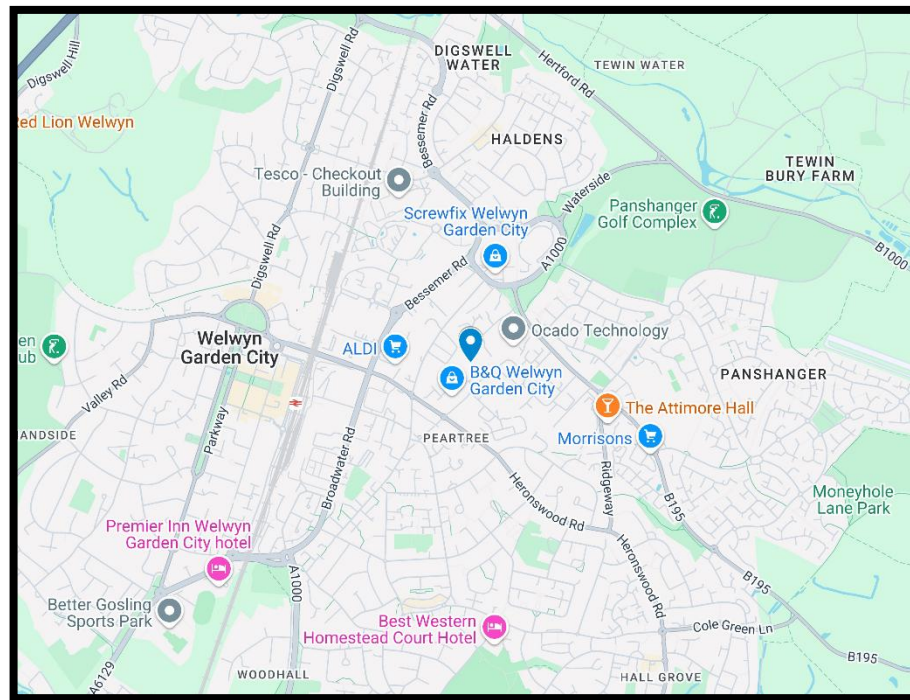 DIGSWELL
WATER
Digswell Rd
Digswell Hill
Hertford Rd
TEWIN WATER
Red Lion Welwyn
Bessemer Rd
HALDENS
Tesco - Checkout
Building
TEWIN
BURY FARM
Waterside
Panshanger
Golf Complex
Screwfix Welwyn
Garden City
A1000
B1000
Digswell Rd
Bessemer Rd
Ocado Technology
Welwyn
Garden City
ALDI
en
ub
B&Q Welwyn
Garden City
PANSHANGER
Valley Rd
The Attimore Hall
Parkway
ANDSIDE
PEARTREE
Morrisons
Broadwater Rd
Ridgeway
Moneyhole
Lane Park
Heronswood Rd
B195
Premier Inn Welwyn
Garden City hotel
Heronswood Rd
B195
A1000
Better Gosling
Sports Park
Best Western
Homestead Court Hotel
Cole Green Ln
B195
WOODHALL
HALL GROVE
A6129